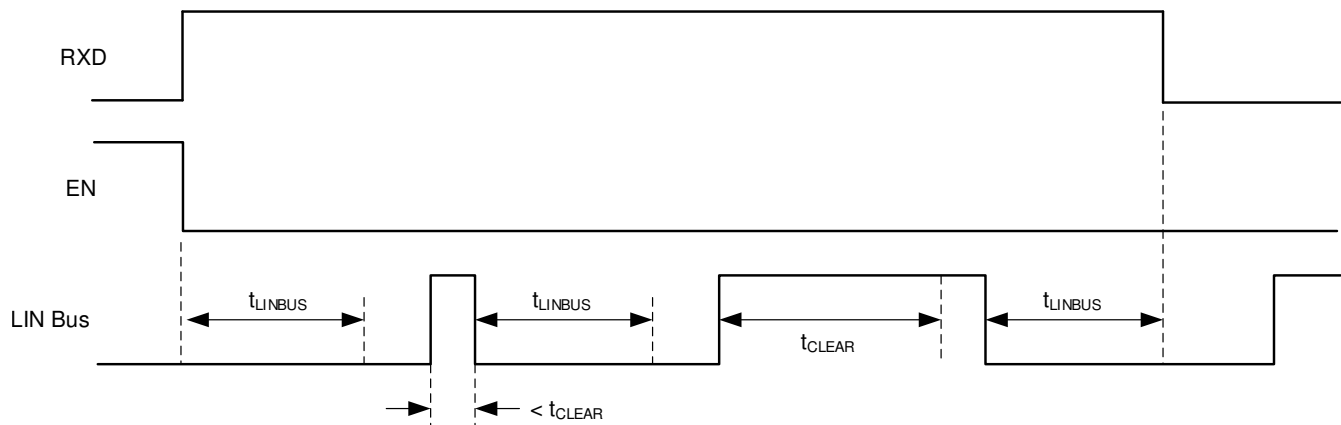 RXD
EN
LIN Bus
tLINBUS
tLINBUS
tCLEAR
tLINBUS
< tCLEAR